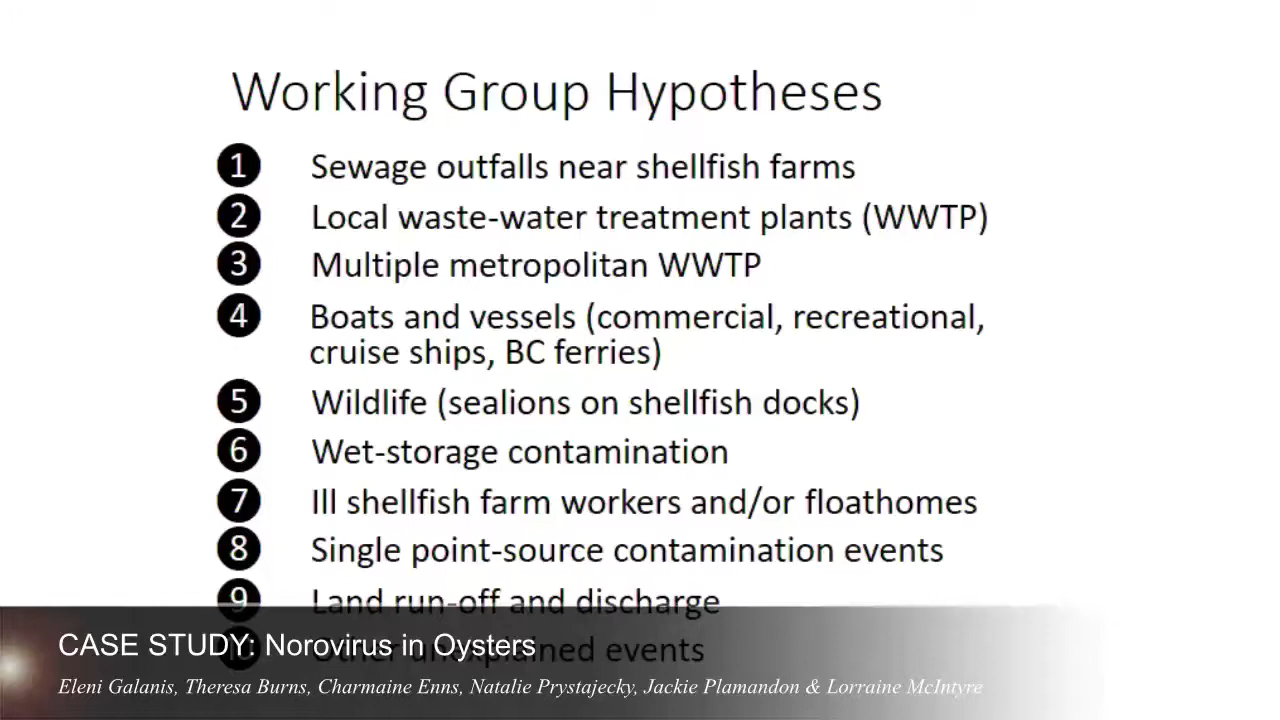 Working Group Hypotheses
1 Sewage outfalls near shellfish farms
2 Local waste-water treatment plants (WWTP)
3 Multiple metropolitan WWTP
4 Boats and vessels (commercial, recreational,
cruise ships, BC ferries)
5 Wildlife (sealions on shellfish docks)
6 Wet-storage contamination
7 Ill shellfish farm workers and/or floathomes
8 Single point-source contamination events
9 Land run-off and discharge
10 Other unexplained events
CASE STUDY: Norovirus in Oysters
Eleni Galanis, Theresa Burns, Charmaine Enns, Natalie Prystajecky, Jackie Plamandon & Lorraine McIntyre